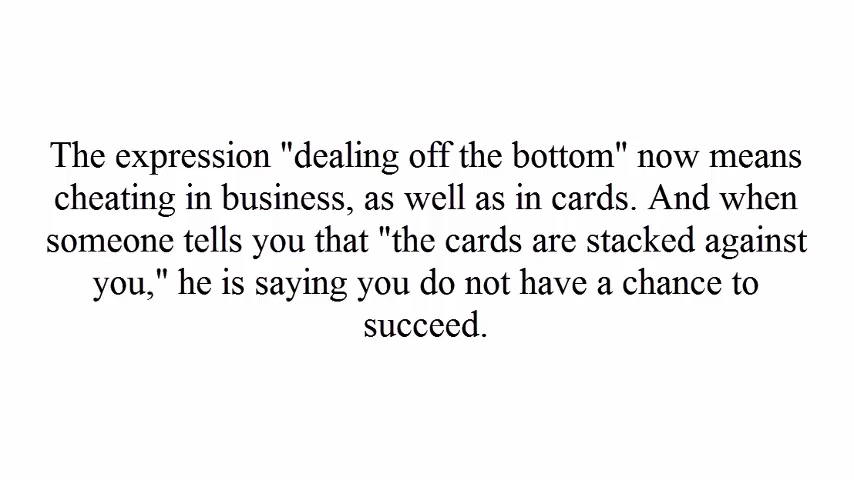 The expression "dealing off the bottom" now means
cheating in business, as well as in cards. And when
someone tells you that "the cards are stacked against
you," he is saying you do not have a chance to
succeed.